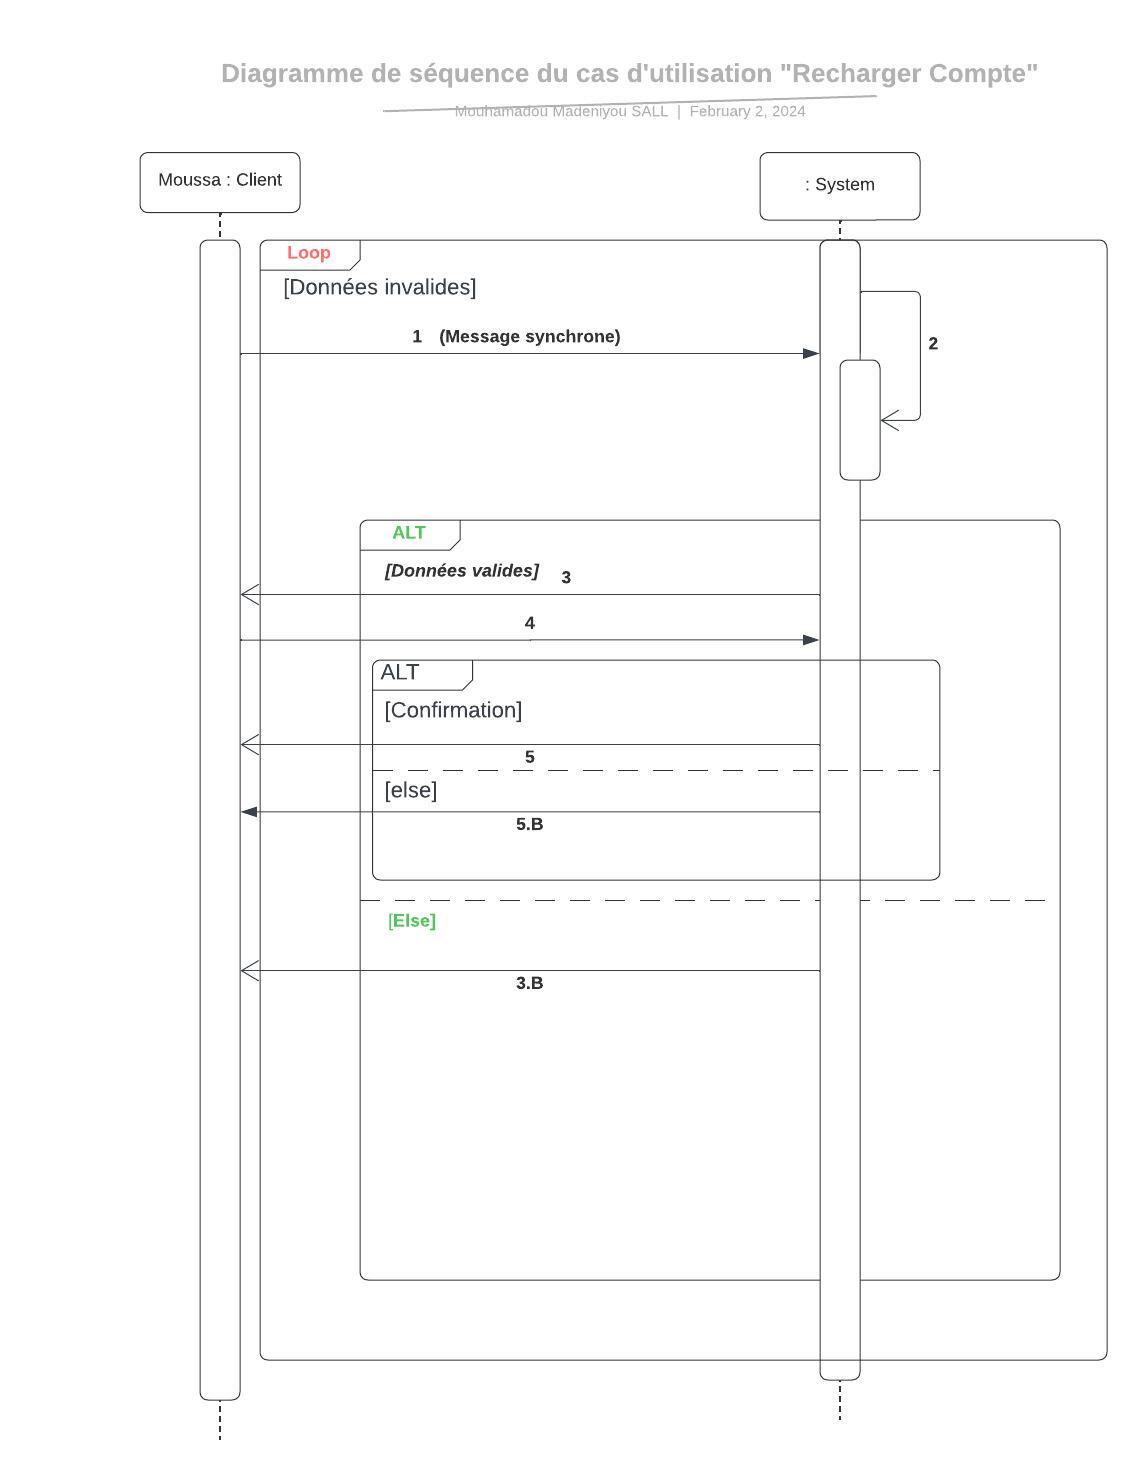 Diagramme de séquence du cas d'utilisation "Recharger Compte"
Mouhamadou Madeniyou SALL | February 2, 2024
Moussa : Client
: System
Loop
[Données invalides]
1 (Message synchrone)
2
ALT
[Données valides] 3
4
ALT
[Confirmation]
5
[else]
5.B
[Else]
3.B